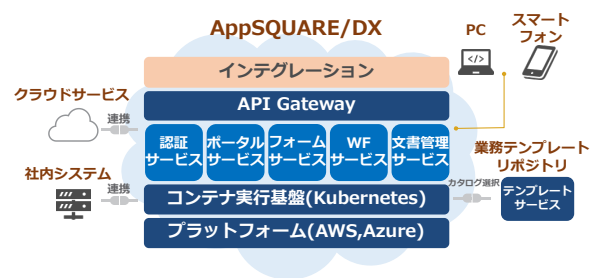 AppSQUARE/DX
PC
スマート
フォン
インテグレーション
クラウドサービス
連携
API Gateway
認証
サービス
ポータル
サービス
フォーム
サービス
WF
サービス
文書管理
サービス
社内システム
連携
コンテナ実行基盤(Kubernetes)
プラットフォーム(AWS,Azure)
業務テンプレート
リポジトリ
カタログ選択
テンプレート
サービス